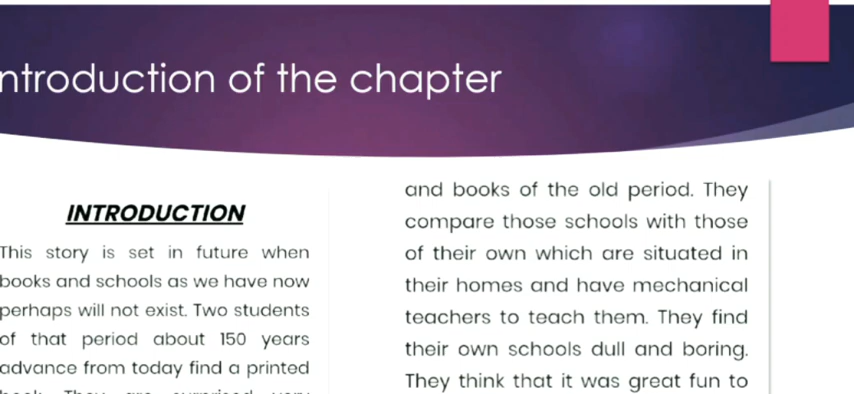 ntroduction of the chapter
INTRODUCTION
This story is set in future when
books and schools as we have now
perhaps will not exist. Two students
of that period about 150 years
advance from today find a printed
and books of the old period. They
compare those schools with those
of their own which are situated in
their homes and have mechanical
teachers to teach them. They find
their own schools dull and boring.
They think that it was great fun to